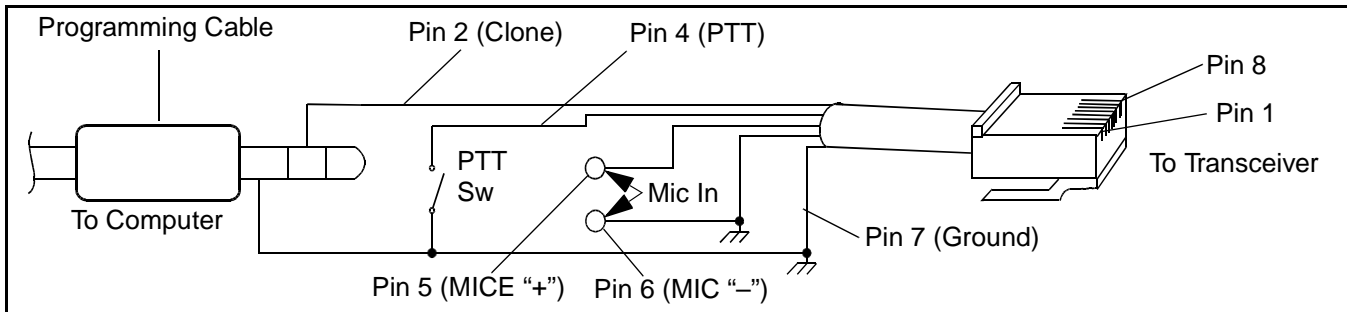 Programming Cable
Pin 2 (Clone)
Pin 4 (PTT)
Pin 8
Pin 1
To Transceiver
PTT
Sw
Mic In
To Computer
Pin 7 (Ground)
Pin 5 (MICE “+”)
Pin 6 (MIC “–”)